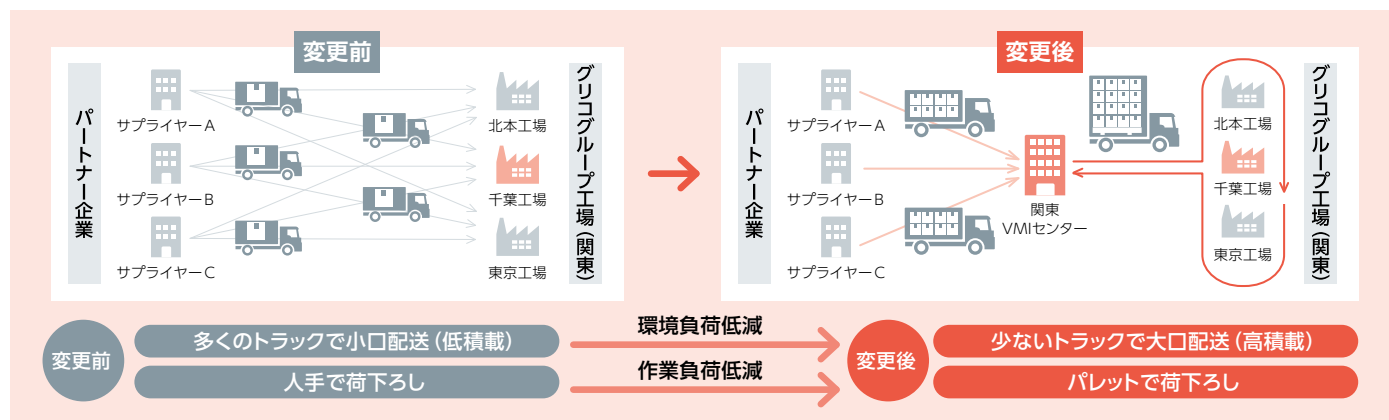 変更前
パートナー企業
サプライヤーA
サプライヤーB
サプライヤーC
北本工場
千葉工場
東京工場
グリコグループ工場(関東)
変更後
パートナー企業
サプライヤーA
サプライヤーB
サプライヤーC
関東
VMIセンター
北本工場
千葉工場
東京工場
グリコグループ工場(関東)
変更前
多くのトラックで小口配送(低積載)
人手で荷下ろし
環境負荷低減
作業負荷低減
変更後
少ないトラックで大口配送(高積載)
パレットで荷下ろし